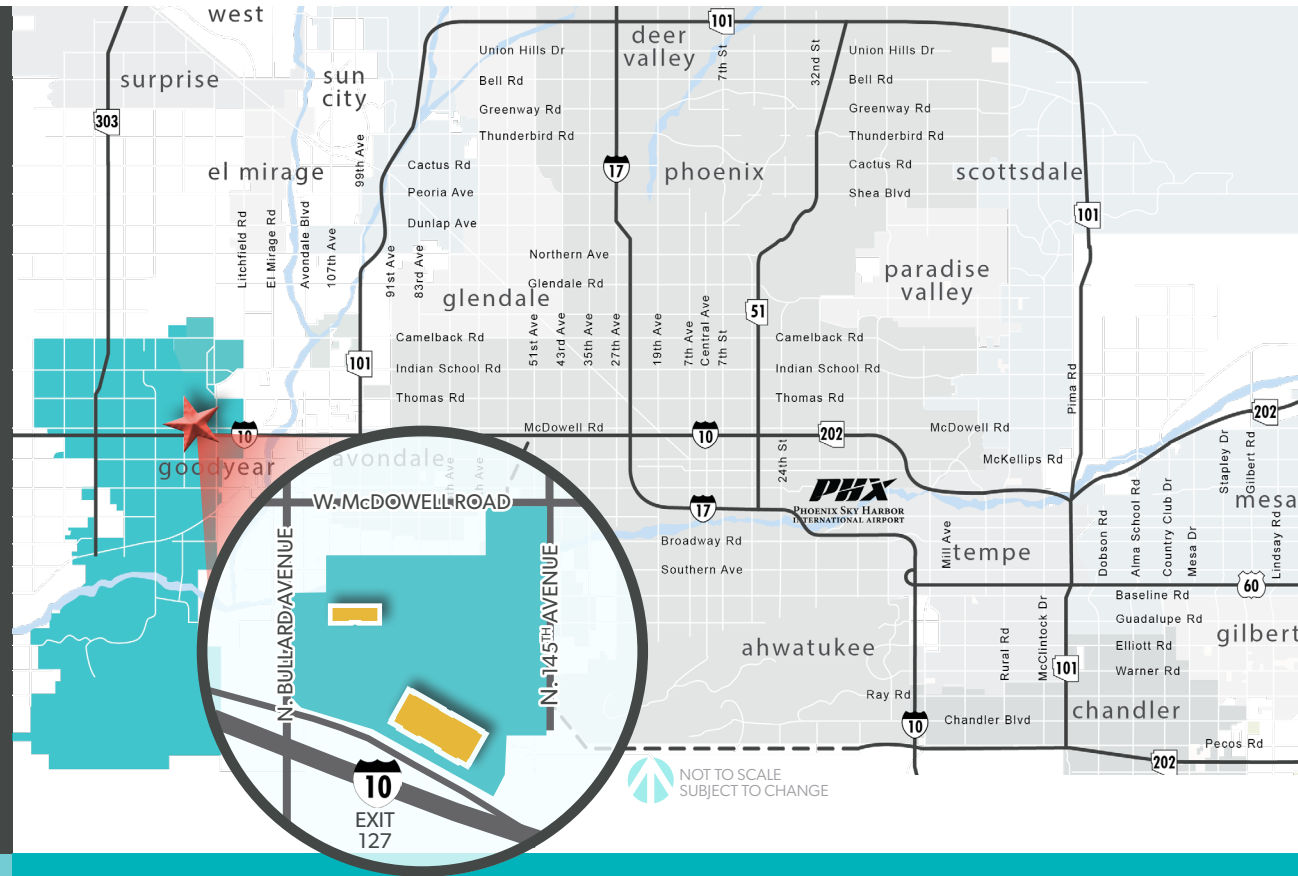 west
101
deer
valley
7th St
32nd St
Union Hills Dr
Union Hills Dr
surprise
sun
city
Bell Rd
Bell Rd
303
Greenway Rd
Greenway Rd
Thunderbird Rd
Thunderbird Rd
99th Ave
el mirage
Cactus Rd
17
phoenix
Cactus Rd
scottsdale
Peoria Ave
Shea Blvd
Dunlap Ave
101
Litchfield Rd
El Mirage Rd
Avondale Blvd
107th Ave
91st Ave
83rd Ave
Northern Ave
paradise
valley
Glendale Rd
glendale
51
51st Ave
43rd Ave
35th Ave
27th Ave
19th Ave
7th Ave
Central Ave
7th St
Camelback Rd
Camelback Rd
101
Indian School Rd
Indian School Rd
Thomas Rd
Thomas Rd
Pima Rd
10
McDowell Rd
10
202
McDowell Rd
202
goodyear
avondale
24th St
McKellips Rd
Stapley Dr
Gilbert Rd
PHX
PHOENIX SKY HARBOR
INTERNATIONAL AIRPORT
mesa
W. McDOWELL ROAD
17
Broadway Rd
Southern Ave
Mill Ave
tempe
Dobson Rd
Alma School Rd
Country Club Dr
Mesa Dr
Lindsay Rd
N. BULLARD AVENUE
N. 145TH AVENUE
60
Baseline Rd
Guadalupe Rd
gilbert
Elliott Rd
Warner Rd
ahwatukee
Rural Rd
McClintock Dr
101
Ray Rd
10
Chandler Blvd
chandler
Pecos Rd
202
10
EXIT
127
NOT TO SCALE
SUBJECT TO CHANGE